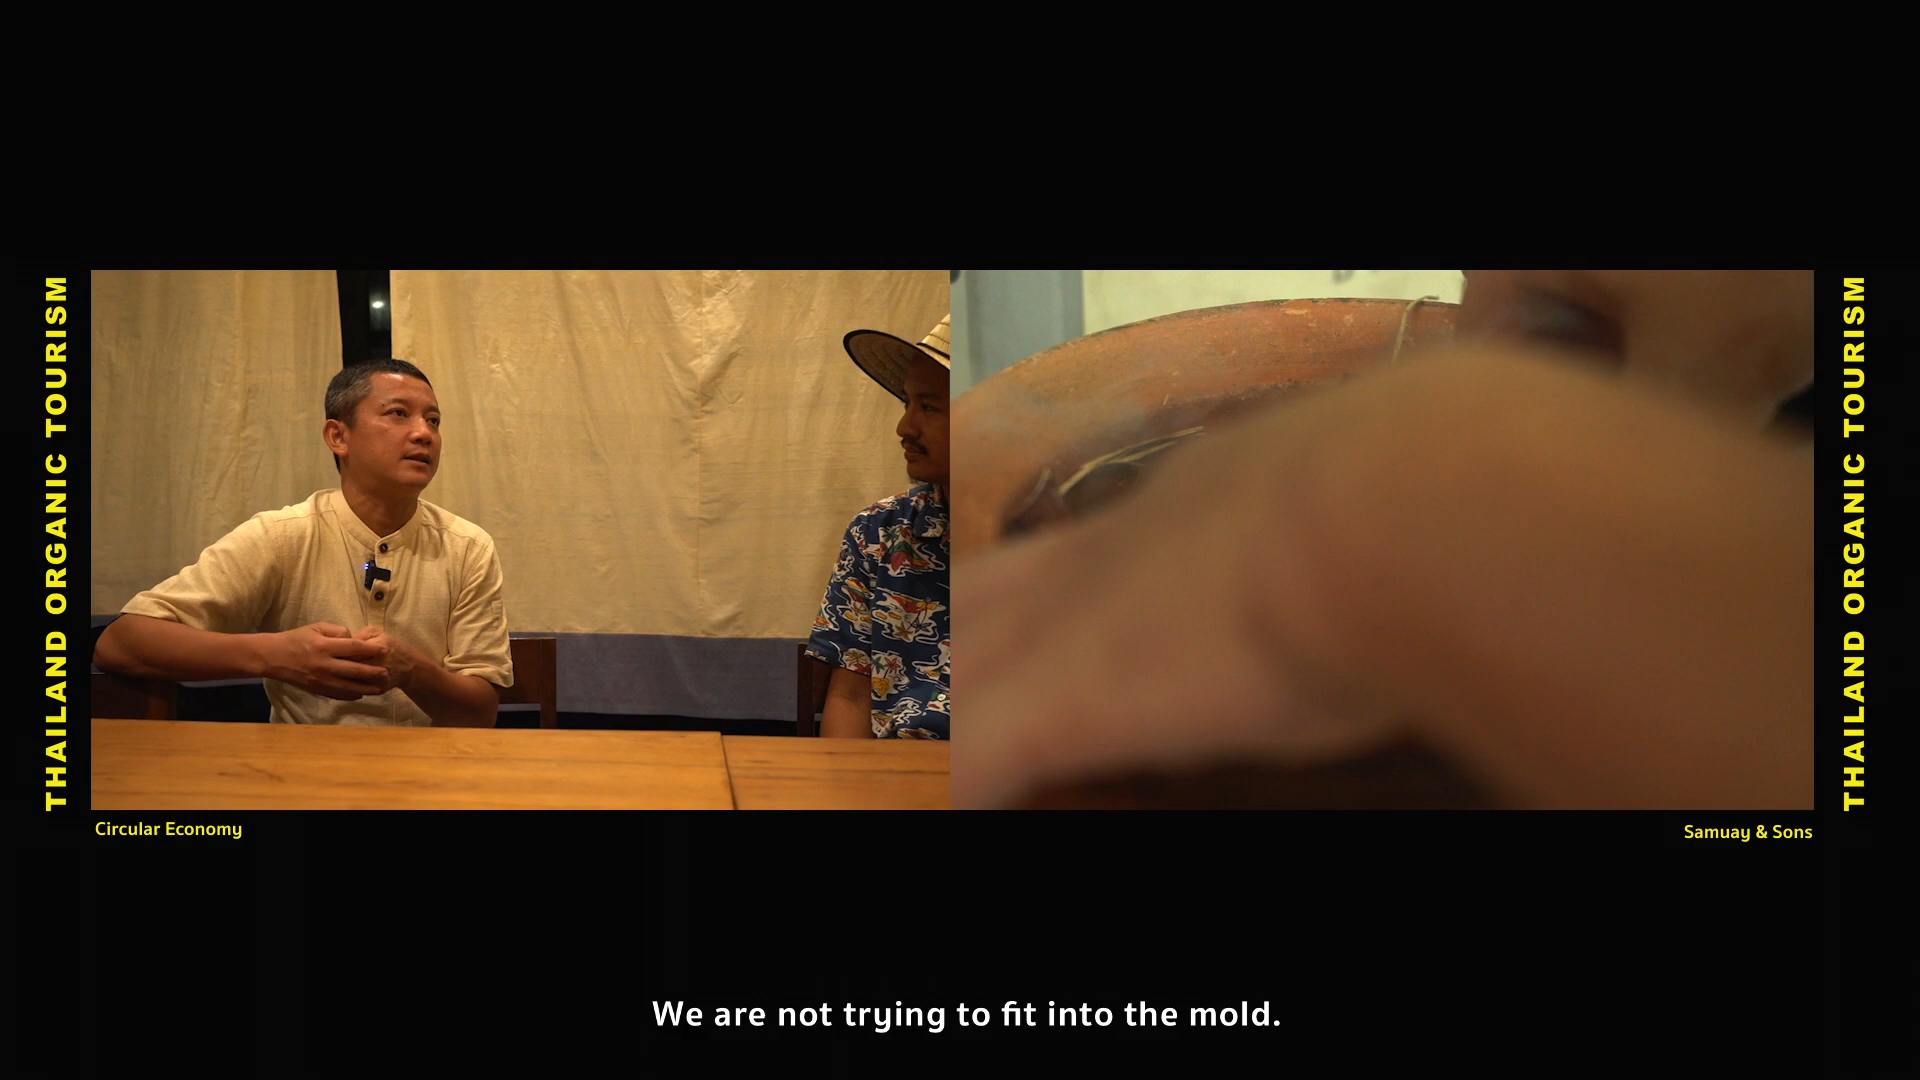 THAILAND ORGANIC TOURISM
THAILAND ORGANIC TOURISM
Circular Economy
Samuay & Sons
We are not trying to fit into the mold.